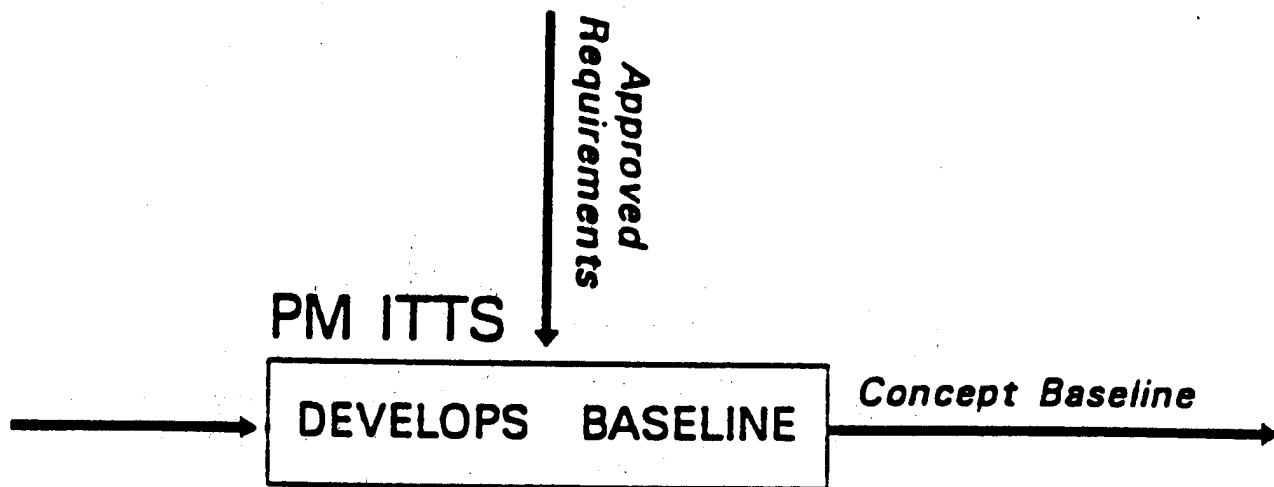 Approved
Requirements
PM ITTS
DEVELOPS BASELINE
Concept Baseline